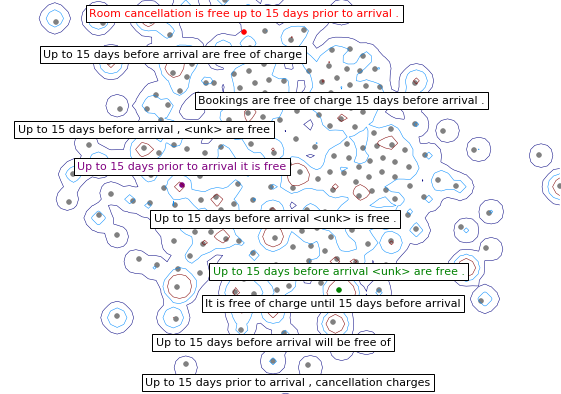 Room cancellation is free up to 15 days prior to arrival .
Up to 15 days before arrival are free of charge
Bookings are free of charge 15 days before arrival .
Up to 15 days before arrival , <unk> are free
Up to 15 days prior to arrival it is free
Up to 15 days before arrival <unk> is free .
Up to 15 days before arrival <unk> are free .
It is free of charge until 15 days before arrival
Up to 15 days before arrival will be free of
Up to 15 days prior to arrival , cancellation charges